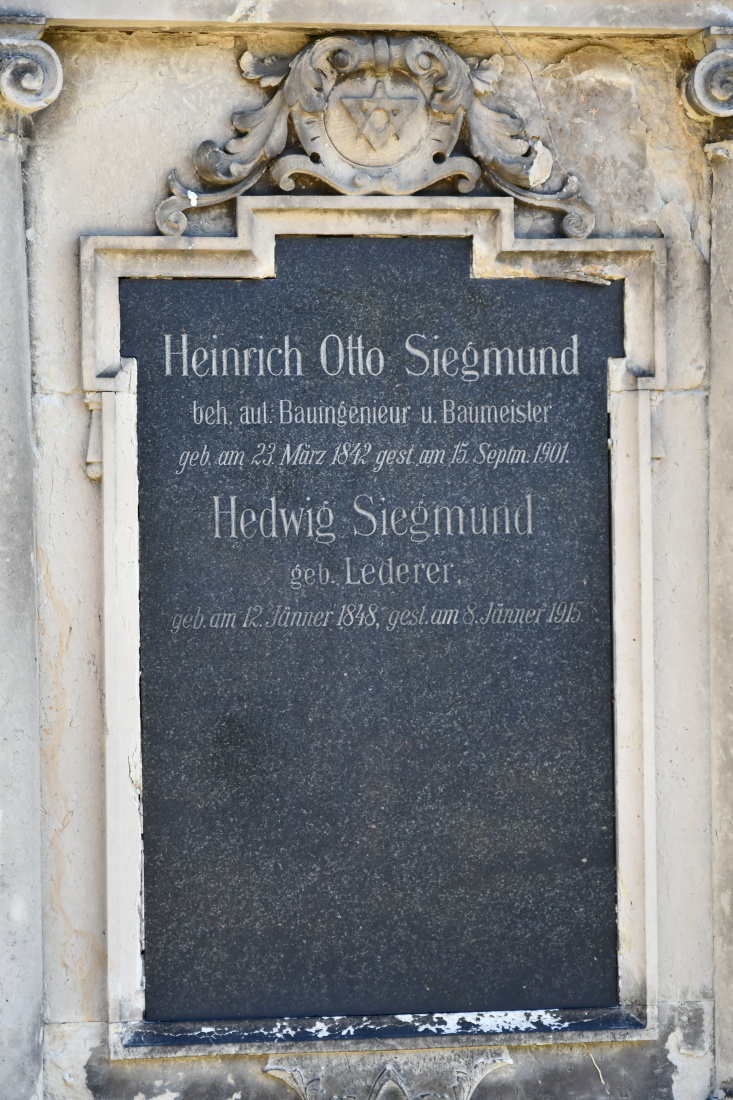 Heinrich Otto Siegmund
beh. aut. Bauingenieur u. Baumeister
geb. am 23. März 1842 gest. am 15. Septm. 1901.
Hedwig Siegmund
geb. Lederer,
geb. am 12. Jänner 1848, gest. am 8. Jänner 1915